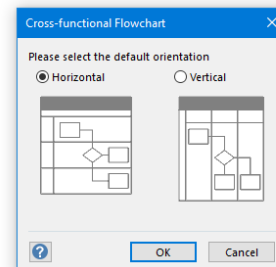 Cross-functional Flowchart
Please select the default orientation
Horizontal Vertical
? OK Cancel